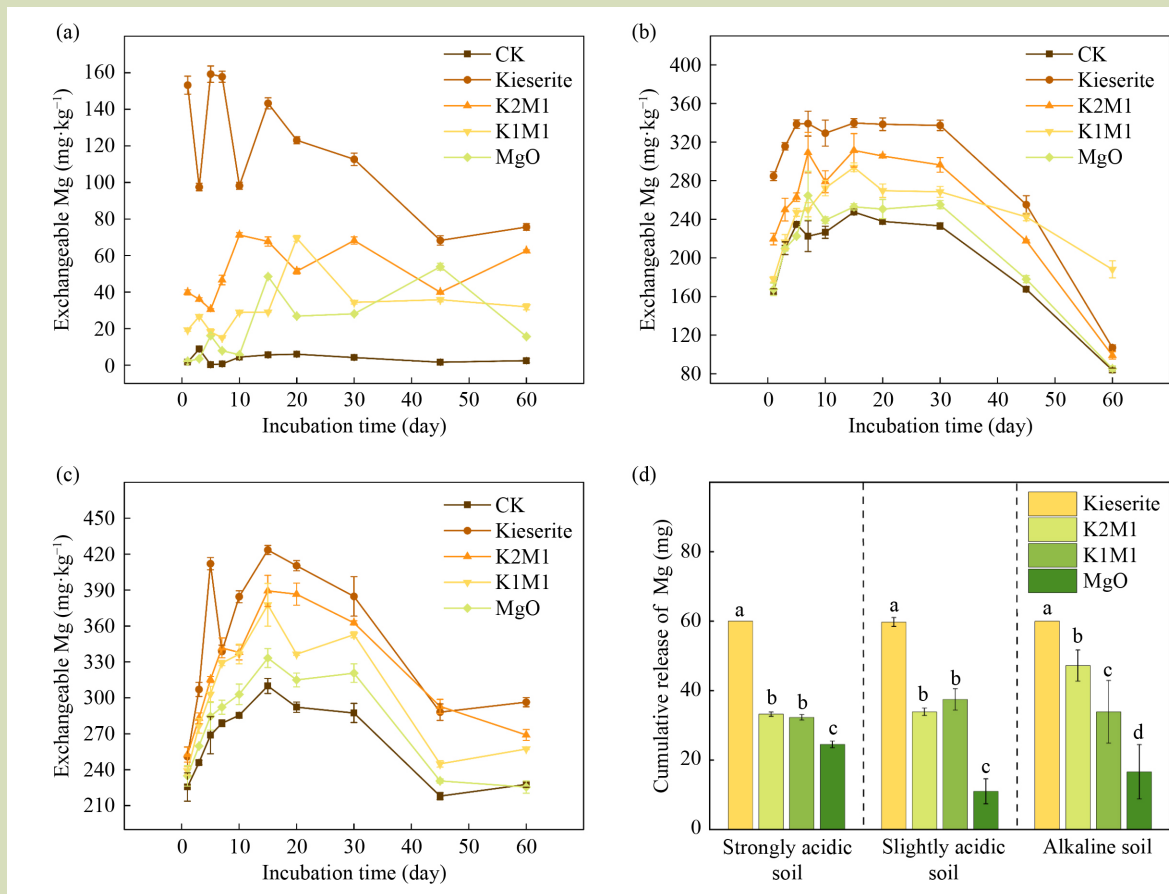 (a)
CK
Kieserite
K2M1
K1M1
MgO
Exchangeable Mg (mg·kg⁻¹)
160
140
120
100
80
60
40
20
0
0 10 20 30 40 50 60
Incubation time (day)
(b)
CK
Kieserite
K2M1
K1M1
MgO
Exchangeable Mg (mg·kg⁻¹)
400
360
320
280
240
200
160
120
80
0 10 20 30 40 50 60
Incubation time (day)
(c)
CK
Kieserite
K2M1
K1M1
MgO
Exchangeable Mg (mg·kg⁻¹)
450
420
390
360
330
300
270
240
210
0 10 20 30 40 50 60
Incubation time (day)
(d)
Kieserite
K2M1
K1M1
MgO
Cumulative release of Mg (mg)
80
60
40
20
0
a b b c
a b b c
a b c d
Strongly acidic
soil
Slightly acidic
soil
Alkaline soil